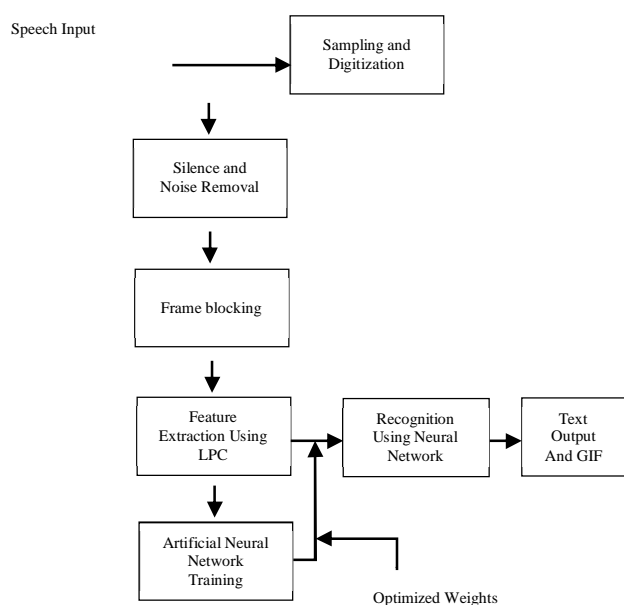 Speech Input
Sampling and
Digitization
Silence and
Noise Removal
Frame blocking
Feature
Extraction Using
LPC
Recognition
Using Neural
Network
Text
Output
And GIF
Artificial Neural
Network
Training
Optimized Weights